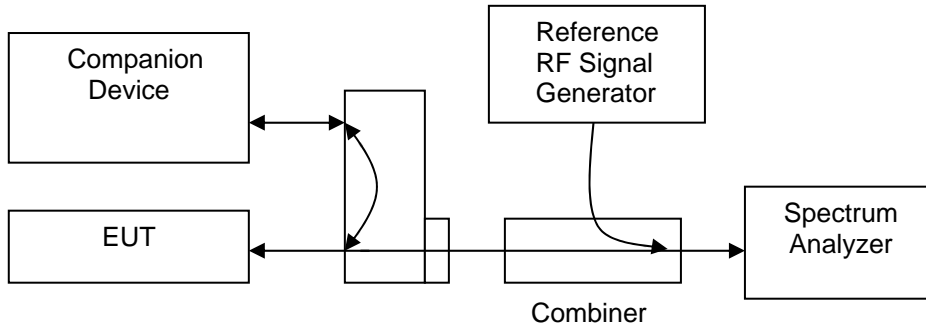 Companion
Device
Reference
RF Signal
Generator
EUT
Spectrum
Analyzer
Combiner